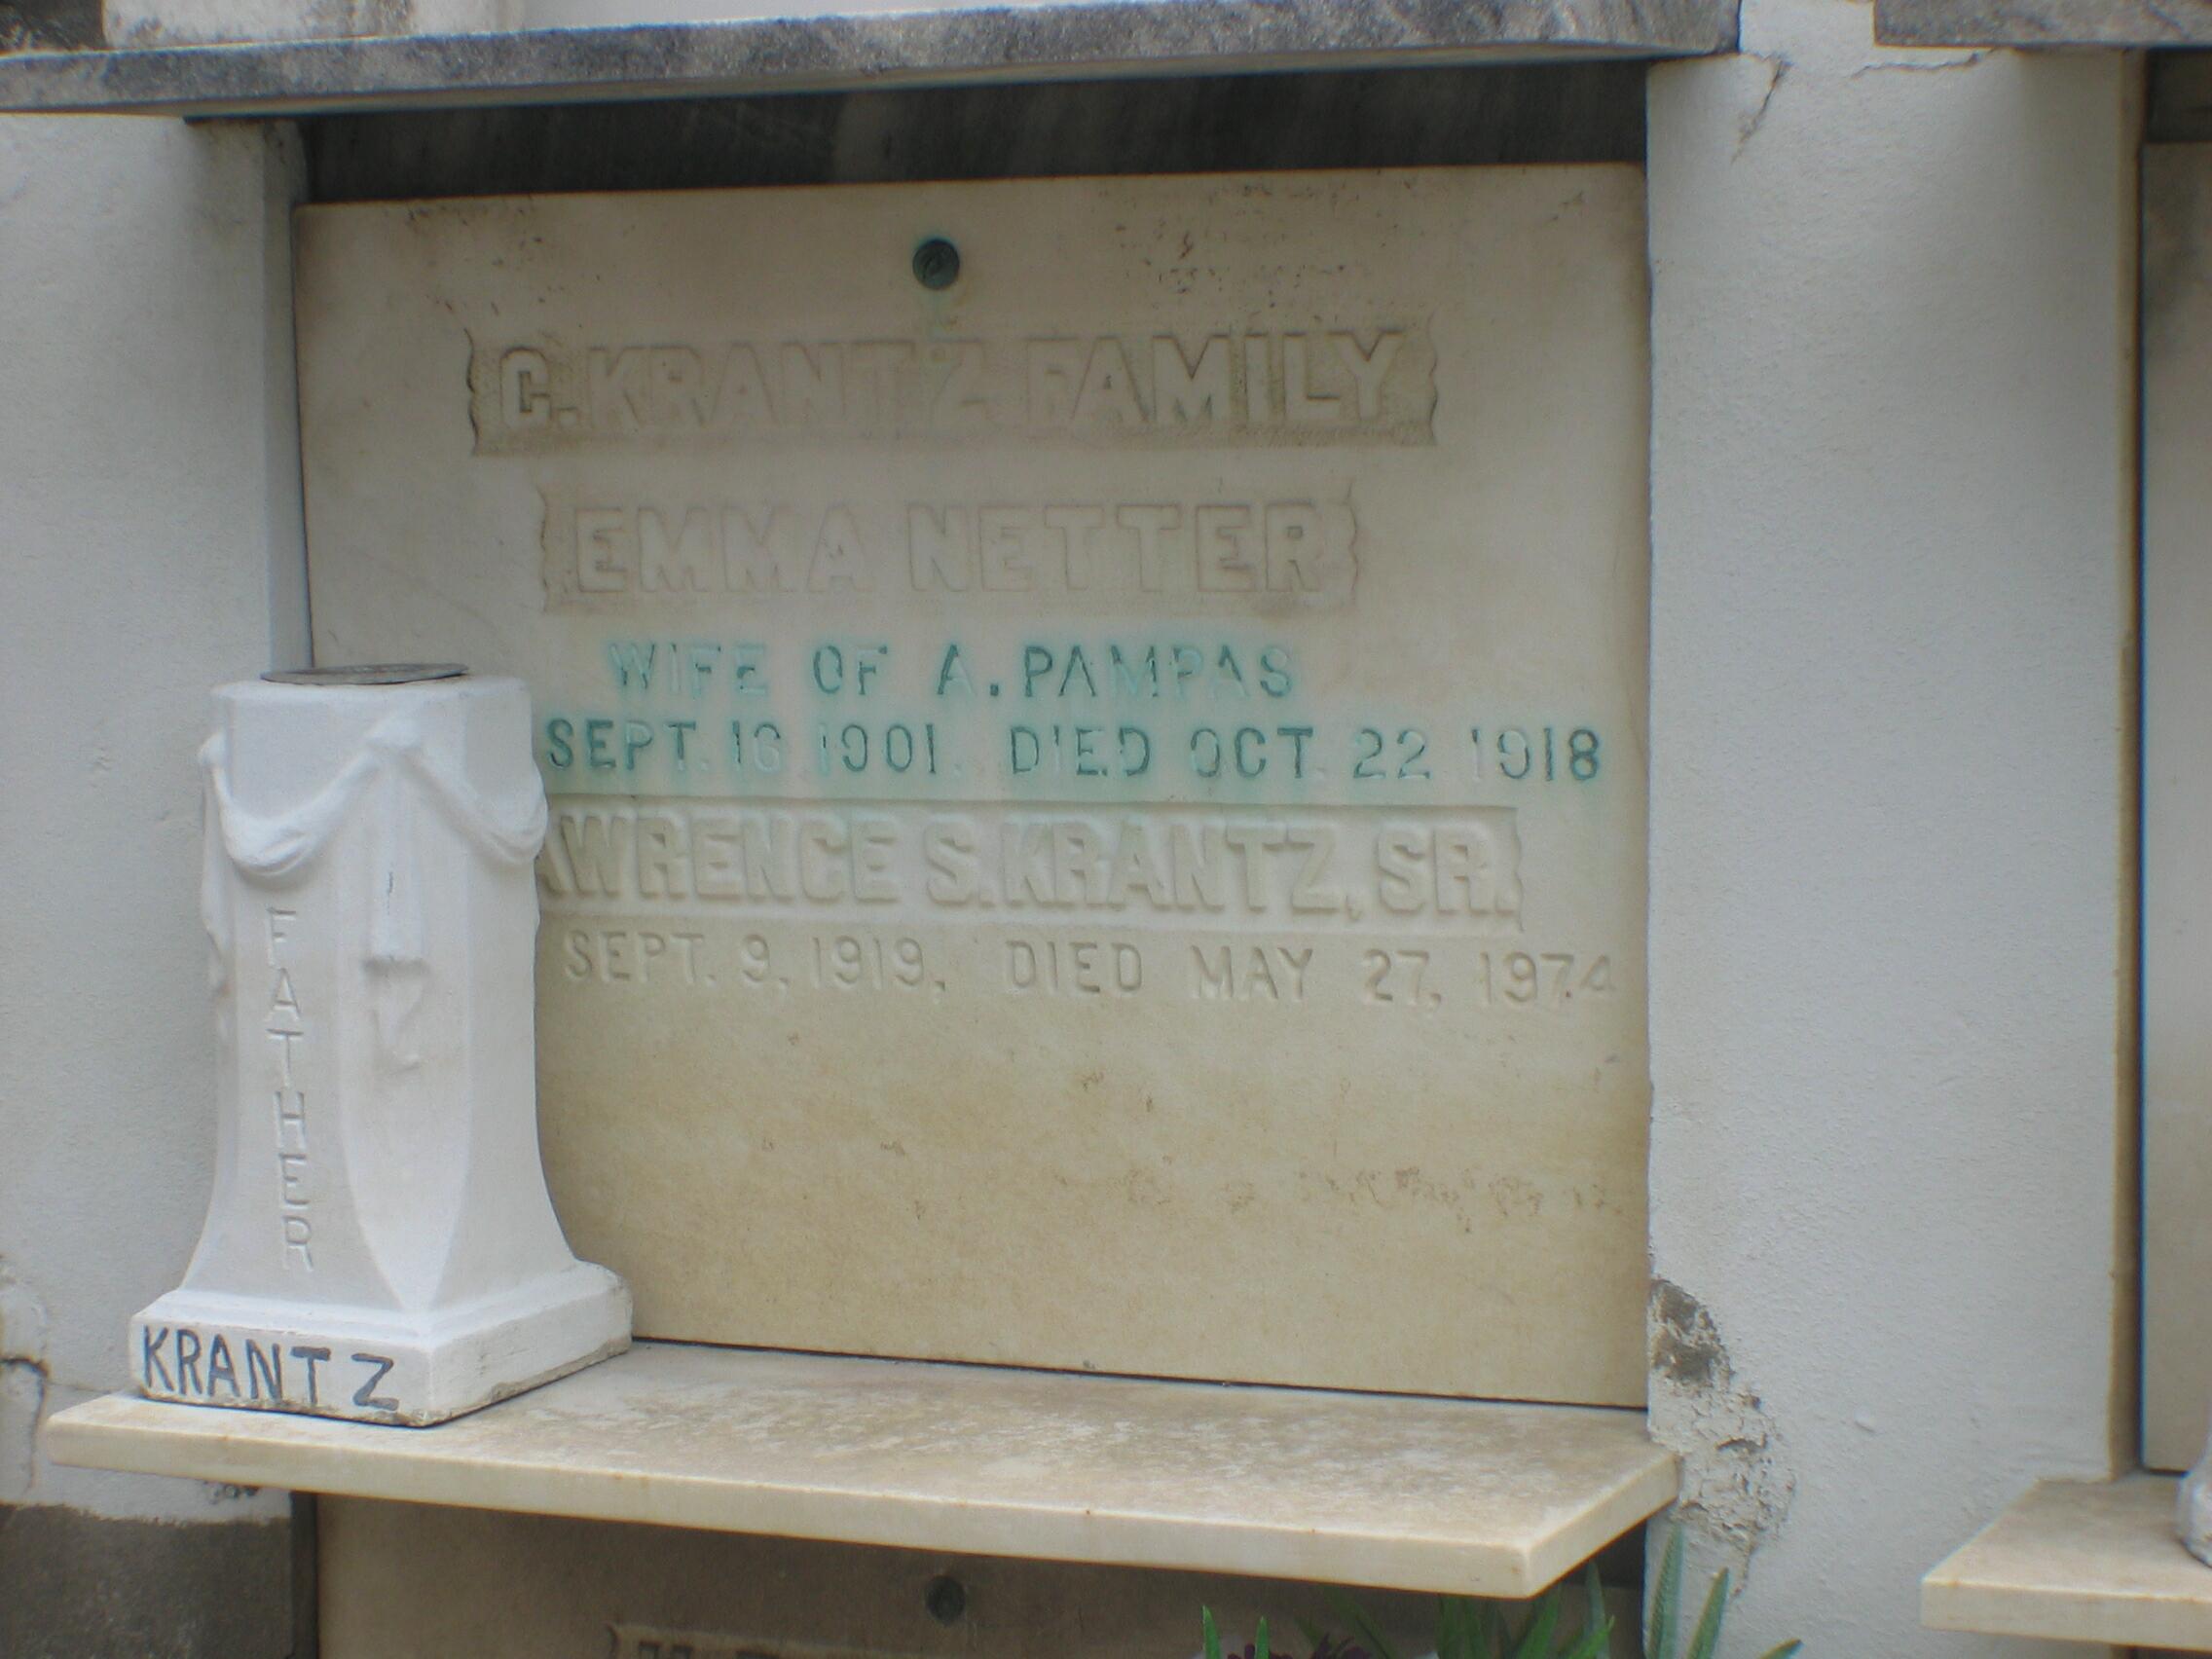 C. KRANTZ FAMILY
EMMA NETTER
WIFE OF A. PAMPAS
SEPT. 16 1901. DIED OCT. 22 1918
AWRENCE S. KRANTZ, SR.
SEPT. 9, 1919, DIED MAY 27, 1974
FATHER
KRANTZ